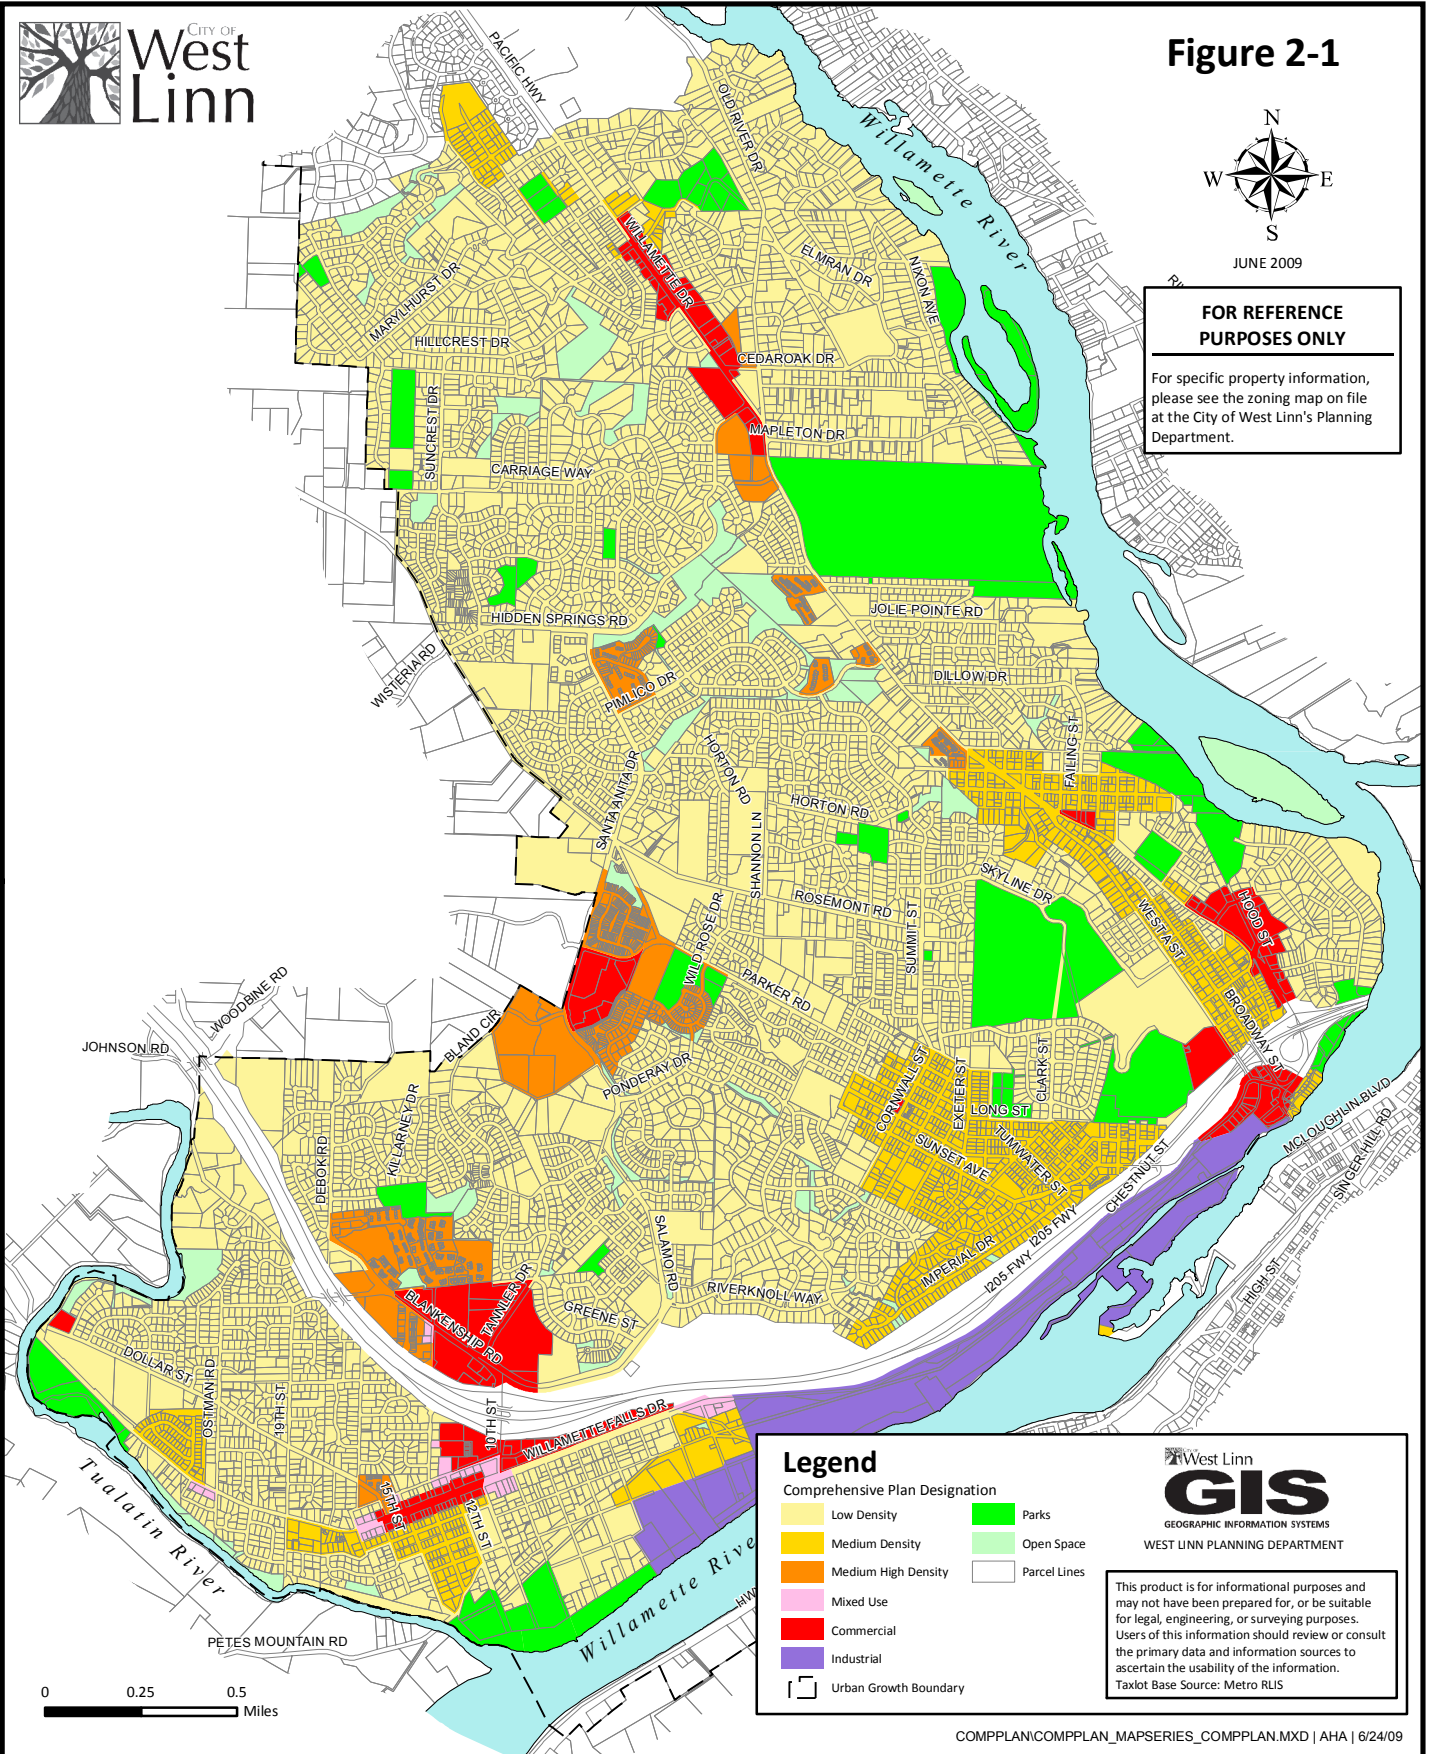 CITY OF
West
Linn
Figure 2-1
N
W
E
S
JUNE 2009
FOR REFERENCE
PURPOSES ONLY
For specific property information,
please see the zoning map on file
at the City of West Linn's Planning
Department.
PACIFIC HWY
OLD RIVER DR
Willamette River
WILLAMETTE DR
ELMRAN DR
NIXON AVE
MARYLHURST DR
HILLCREST DR
CEDAROAK DR
SUNCREST DR
MAPLETON DR
CARRIAGE WAY
HIDDEN SPRINGS RD
JOLIE POINTE RD
WISTERIA RD
PIMLICO DR
DILLOW DR
FAILING ST
SANTA ANITA DR
HORTON RD
HORTON RD
SHANNON LN
SKYLINE DR
ROSEMONT RD
WILD ROSE DR
SUMMIT ST
WEST A ST
HOOD ST
PARKER RD
BROADWAY ST
WOODBINE RD
JOHNSON RD
BLAND CIR
PONDERAY DR
KILLARNEY DR
DEBOK RD
CORNWALL ST
EXETER ST
CLARK ST
LONG ST
SUNSET AVE
TUMWATER ST
CHESTNUT ST
MCLOUGHLIN BLVD
SINGER HILL RD
HIGH ST
IMPERIAL DR
I205 FWY
I205 FWY
SALAMO RD
RIVERKNOLL WAY
GREENE ST
TANNLER DR
BLANKENSHIP RD
DOLLAR ST
OSTMAN RD
19TH ST
10TH ST
WILLAMETTE FALLS DR
15TH ST
12TH ST
Tualatin River
PETES MOUNTAIN RD
Willamette Rive
HW
0 0.25 0.5
Miles
Legend
Comprehensive Plan Designation
Low Density
Medium Density
Medium High Density
Mixed Use
Commercial
Industrial
Urban Growth Boundary
Parks
Open Space
Parcel Lines
CITY OF
West Linn
GIS
GEOGRAPHIC INFORMATION SYSTEMS
WEST LINN PLANNING DEPARTMENT
This product is for informational purposes and
may not have been prepared for, or be suitable
for legal, engineering, or surveying purposes.
Users of this information should review or consult
the primary data and information sources to
ascertain the usability of the information.
Taxlot Base Source: Metro RLIS
COMPPLAN\COMPPLAN_MAPSERIES_COMPPLAN.MXD | AHA | 6/24/09